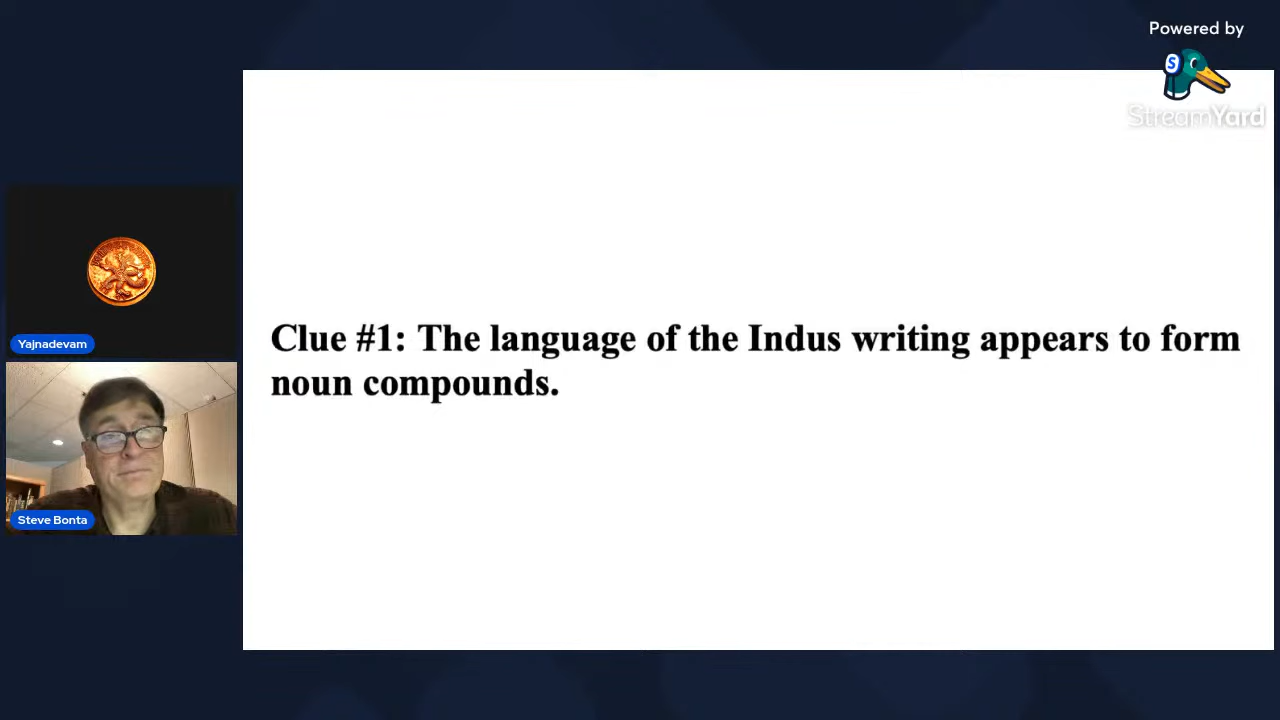 Powered by
StreamYard
Clue #1: The language of the Indus writing appears to form
noun compounds.
Yajnadevam
Steve Bonta